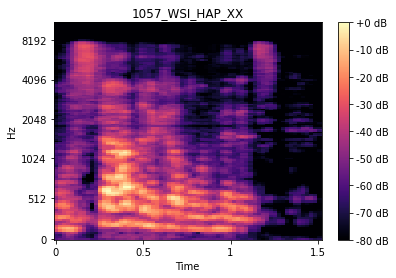 1057_WSI_HAP_XX
Hz
8192
4096
2048
1024
512
0
0
0.5
1
1.5
Time
+0 dB
-10 dB
-20 dB
-30 dB
-40 dB
-50 dB
-60 dB
-70 dB
-80 dB